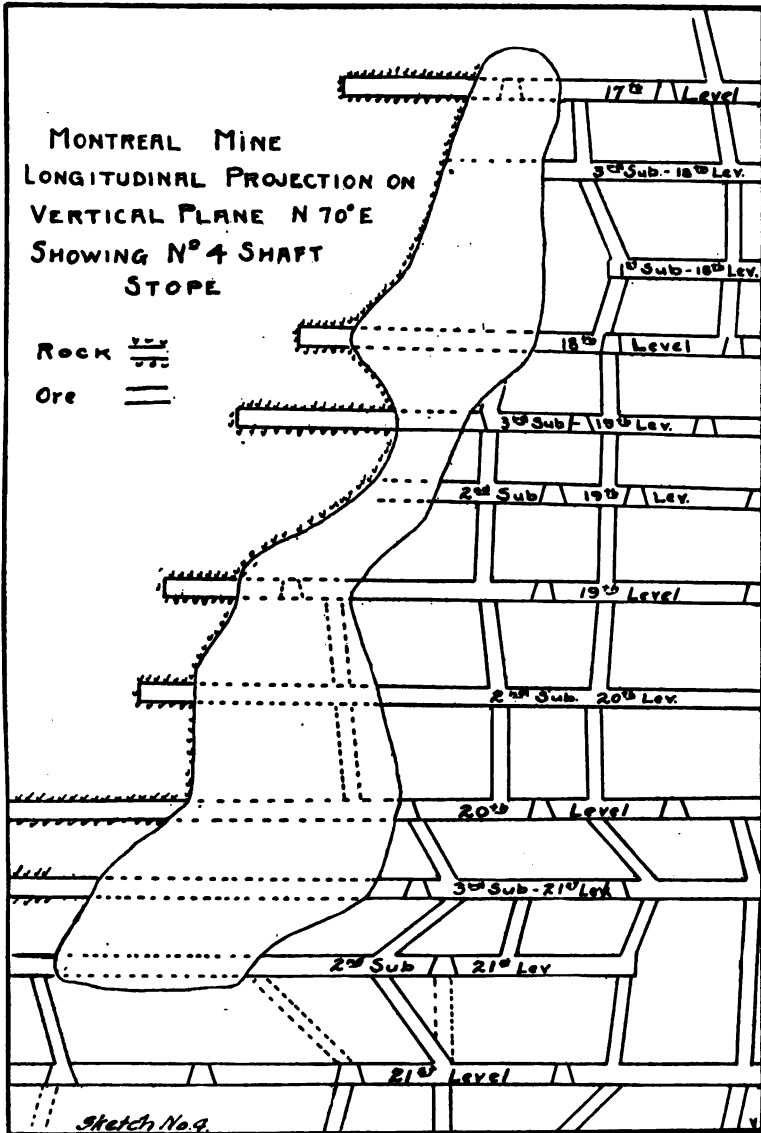 MONTREAL MINE
LONGITUDINAL PROJECTION ON
VERTICAL PLANE N 70° E
SHOWING Nº 4 SHAFT
STOPE
ROCK
Ore
17th Level
3rd Sub.-18th Lev.
1st Sub-18th Lev.
18th Level
3rd Sub-19th Lev.
2nd Sub 19th Lev.
19th Level
2nd Sub. 20th Lev.
20th Level
3rd Sub-21st Lev.
2nd Sub 21st Lev
21st Level
Sketch No.4.